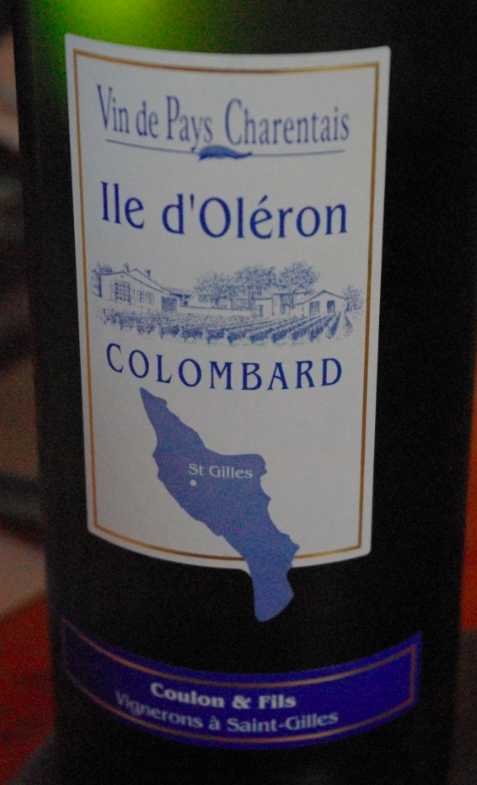 Vin de Pays Charentais
Ile d'Oléron
COLOMBARD
St Gilles
Coulon & Fils
Vignerons à Saint-Gilles